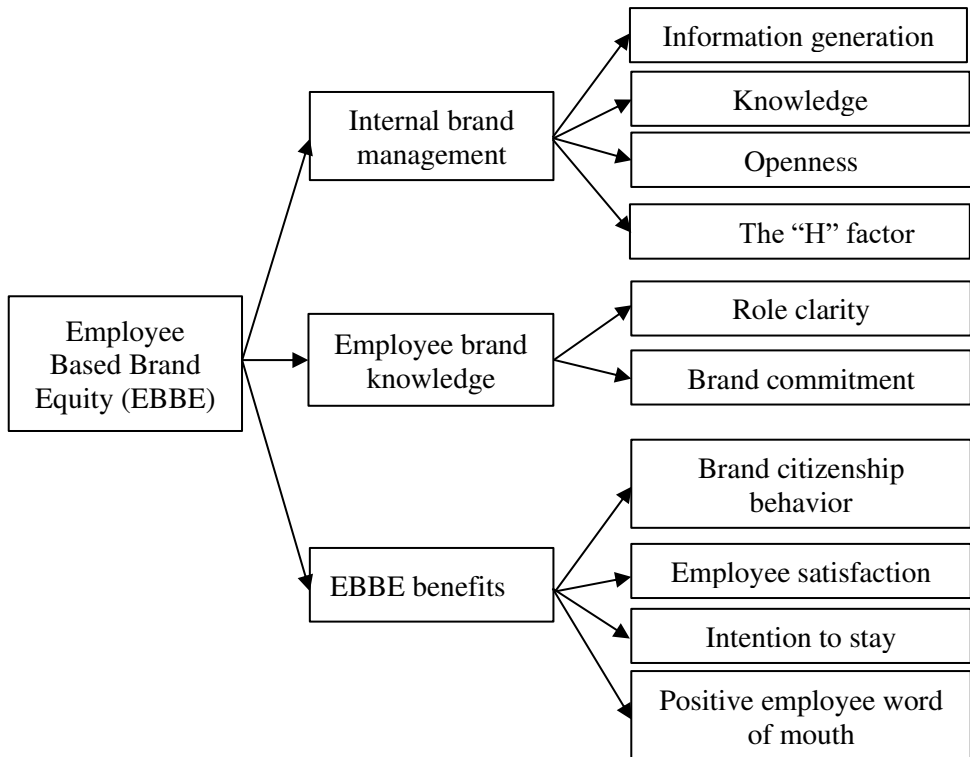 Employee
Based Brand
Equity (EBBE)
Internal brand
management
Information generation
Knowledge
Openness
The “H” factor
Employee brand
knowledge
Role clarity
Brand commitment
EBBE benefits
Brand citizenship
behavior
Employee satisfaction
Intention to stay
Positive employee word
of mouth